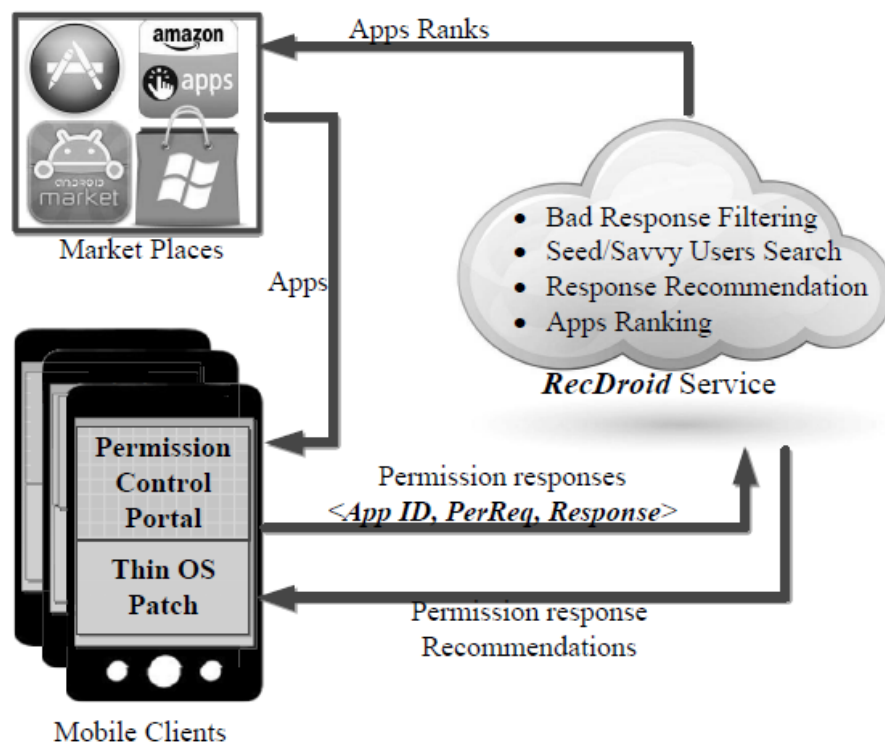 Apps Ranks
amazon
apps
ANDROID
market
Market Places
Apps
• Bad Response Filtering
• Seed/Savvy Users Search
• Response Recommendation
• Apps Ranking
RecDroid Service
Permission
Control
Portal
Thin OS
Patch
Permission responses
<App ID, PerReq, Response>
Permission response
Recommendations
Mobile Clients